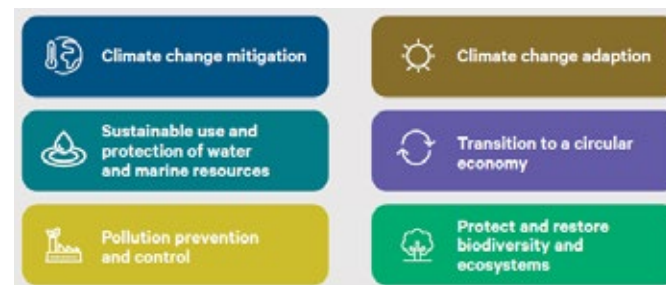 Climate change mitigation
Climate change adaption
Sustainable use and
protection of water
and marine resources
Transition to a circular
economy
Pollution prevention
and control
Protect and restore
biodiversity and
ecosystems